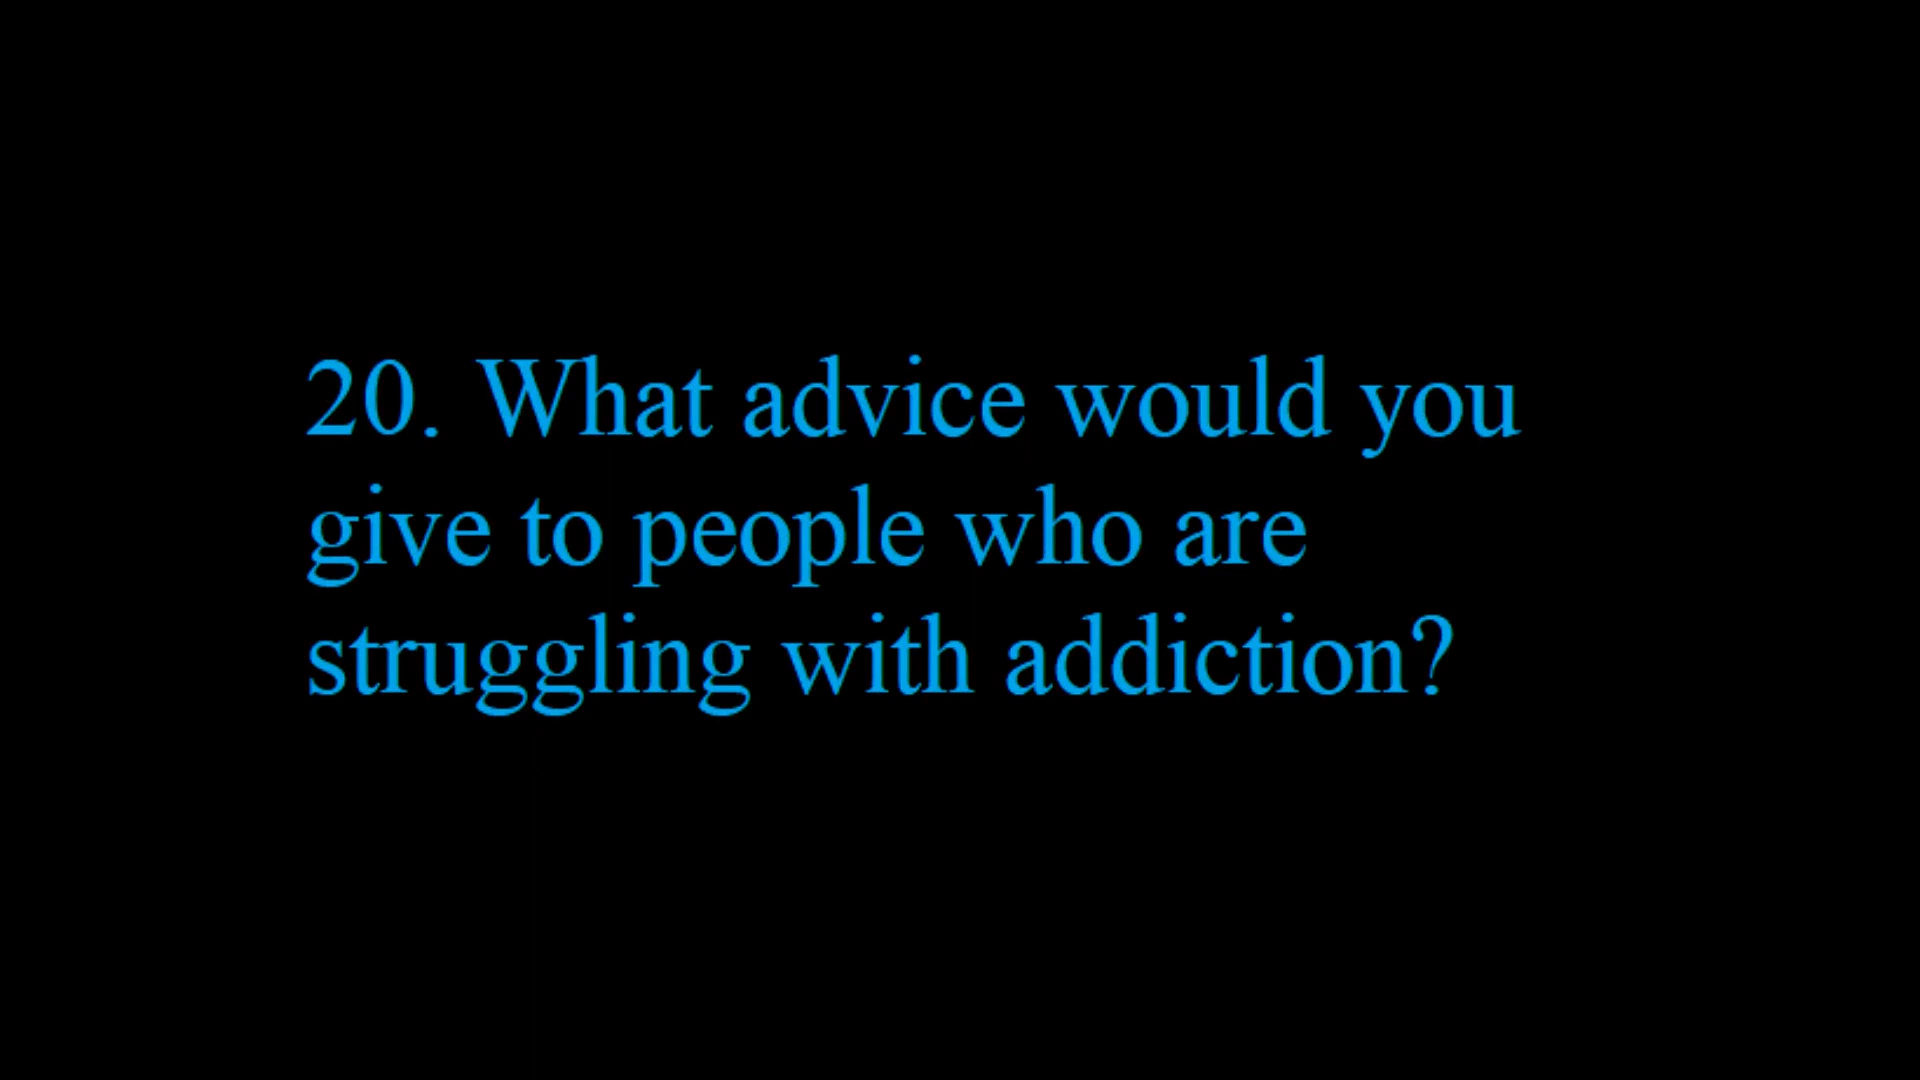 20. What advice would you
give to people who are
struggling with addiction?